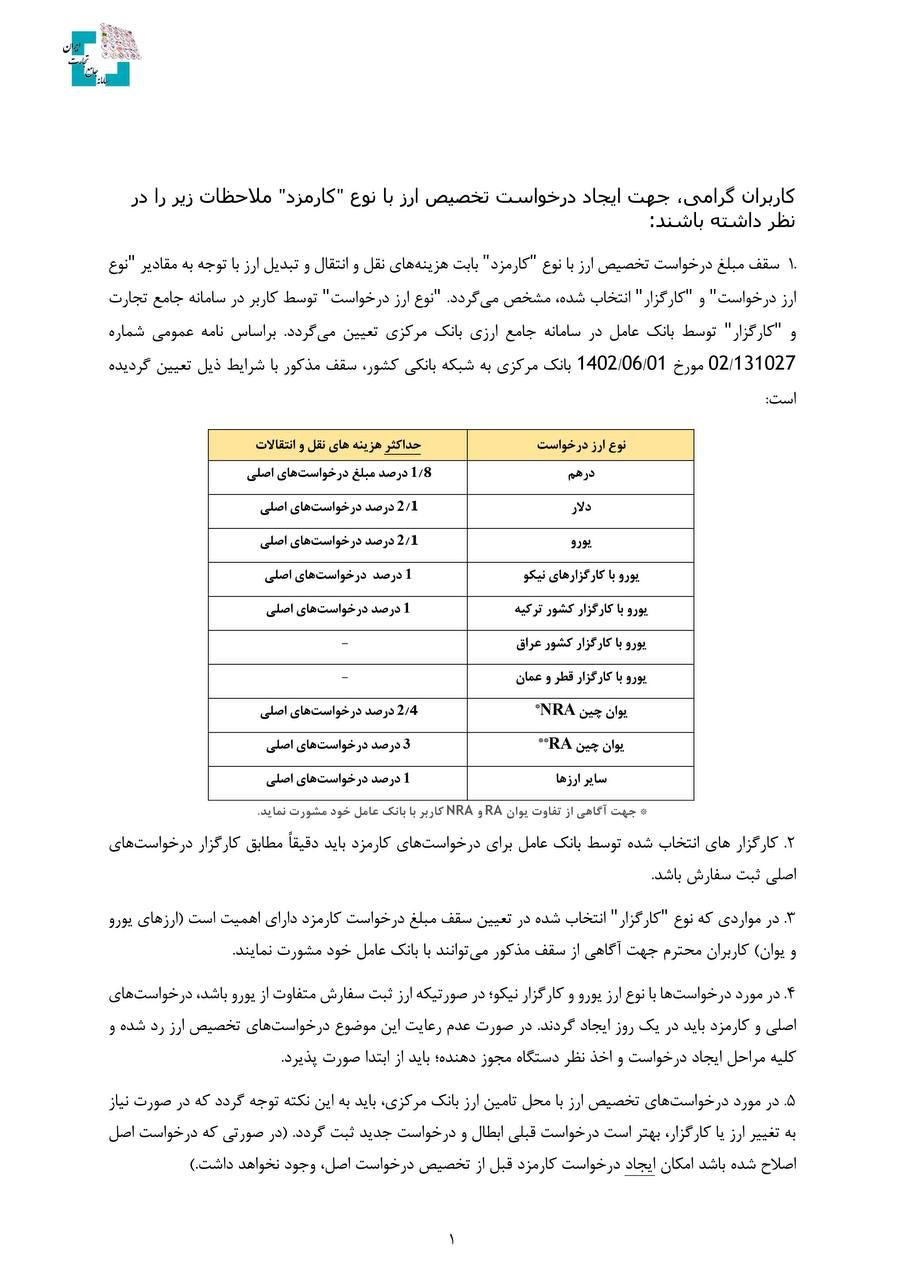 ایران
تجارت
جامع
سامانه
کاربران گرامی، جهت ایجاد درخواست تخصیص ارز با نوع "کارمزد" ملاحظات زیر را در
نظر داشته باشند:
۱. سقف مبلغ درخواست تخصیص ارز با نوع "کارمزد" بابت هزینه‌های نقل و انتقال و تبدیل ارز با توجه به مقادیر "نوع
ارز درخواست" و "کارگزار" انتخاب شده، مشخص می‌گردد. "نوع ارز درخواست" توسط کاربر در سامانه جامع تجارت
و "کارگزار" توسط بانک عامل در سامانه جامع ارزی بانک مرکزی تعیین می‌گردد. براساس نامه عمومی شماره
02/131027 مورخ 1402/06/01 بانک مرکزی به شبکه بانکی کشور، سقف مذکور با شرایط ذیل تعیین گردیده
است:
نوع ارز درخواست حداکثر هزینه های نقل و انتقالات
درهم 1/8 درصد مبلغ درخواست‌های اصلی
دلار 2/1 درصد درخواست‌های اصلی
یورو 2/1 درصد درخواست‌های اصلی
یورو با کارگزارهای نیکو 1 درصد درخواست‌های اصلی
یورو با کارگزار کشور ترکیه 1 درصد درخواست‌های اصلی
یورو با کارگزار کشور عراق –
یورو با کارگزار قطر و عمان –
یوان چین NRA* 2/4 درصد درخواست‌های اصلی
یوان چین RA** 3 درصد درخواست‌های اصلی
سایر ارزها 1 درصد درخواست‌های اصلی
* جهت آگاهی از تفاوت یوان RA و NRA کاربر با بانک عامل خود مشورت نماید.
۲. کارگزار های انتخاب شده توسط بانک عامل برای درخواست‌های کارمزد باید دقیقاً مطابق کارگزار درخواست‌های
اصلی ثبت سفارش باشد.
۳. در مواردی که نوع "کارگزار" انتخاب شده در تعیین سقف مبلغ درخواست کارمزد دارای اهمیت است (ارزهای یورو
و یوان) کاربران محترم جهت آگاهی از سقف مذکور می‌توانند با بانک عامل خود مشورت نمایند.
۴. در مورد درخواست‌ها با نوع ارز یورو و کارگزار نیکو؛ در صورتیکه ارز ثبت سفارش متفاوت از یورو باشد، درخواست‌های
اصلی و کارمزد باید در یک روز ایجاد گردند. در صورت عدم رعایت این موضوع درخواست‌های تخصیص ارز رد شده و
کلیه مراحل ایجاد درخواست و اخذ نظر دستگاه مجوز دهنده؛ باید از ابتدا صورت پذیرد.
۵. در مورد درخواست‌های تخصیص ارز با محل تامین ارز بانک مرکزی، باید به این نکته توجه گردد که در صورت نیاز
به تغییر ارز یا کارگزار، بهتر است درخواست قبلی ابطال و درخواست جدید ثبت گردد. (در صورتی که درخواست اصل
اصلاح شده باشد امکان ایجاد درخواست کارمزد قبل از تخصیص درخواست اصل، وجود نخواهد داشت.)
۱